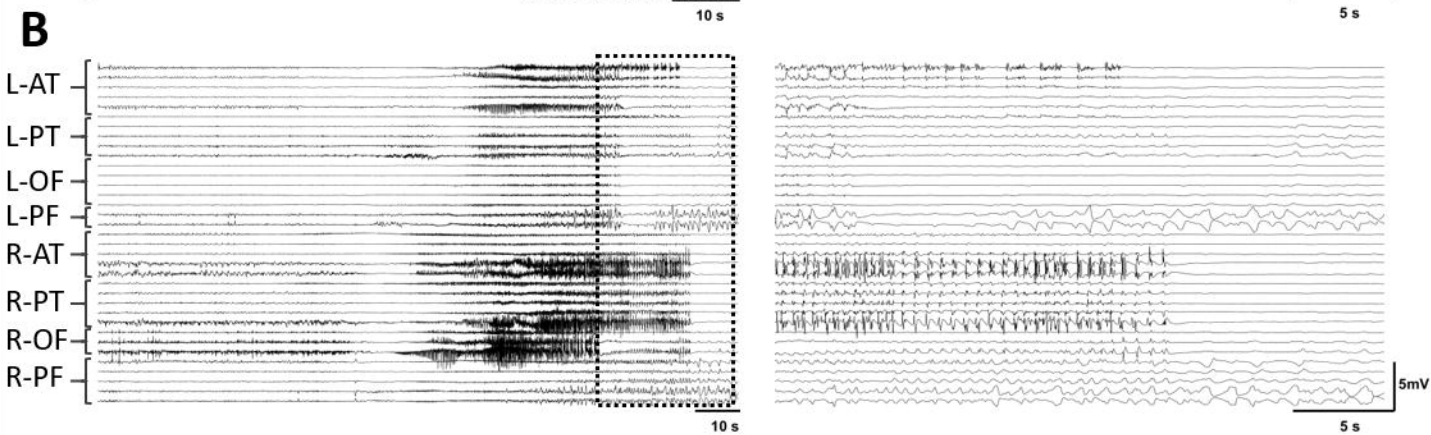 10 s
5 s
B
L-AT
L-PT
L-OF
L-PF
R-AT
R-PT
R-OF
R-PF
5mV
10 s
5 s